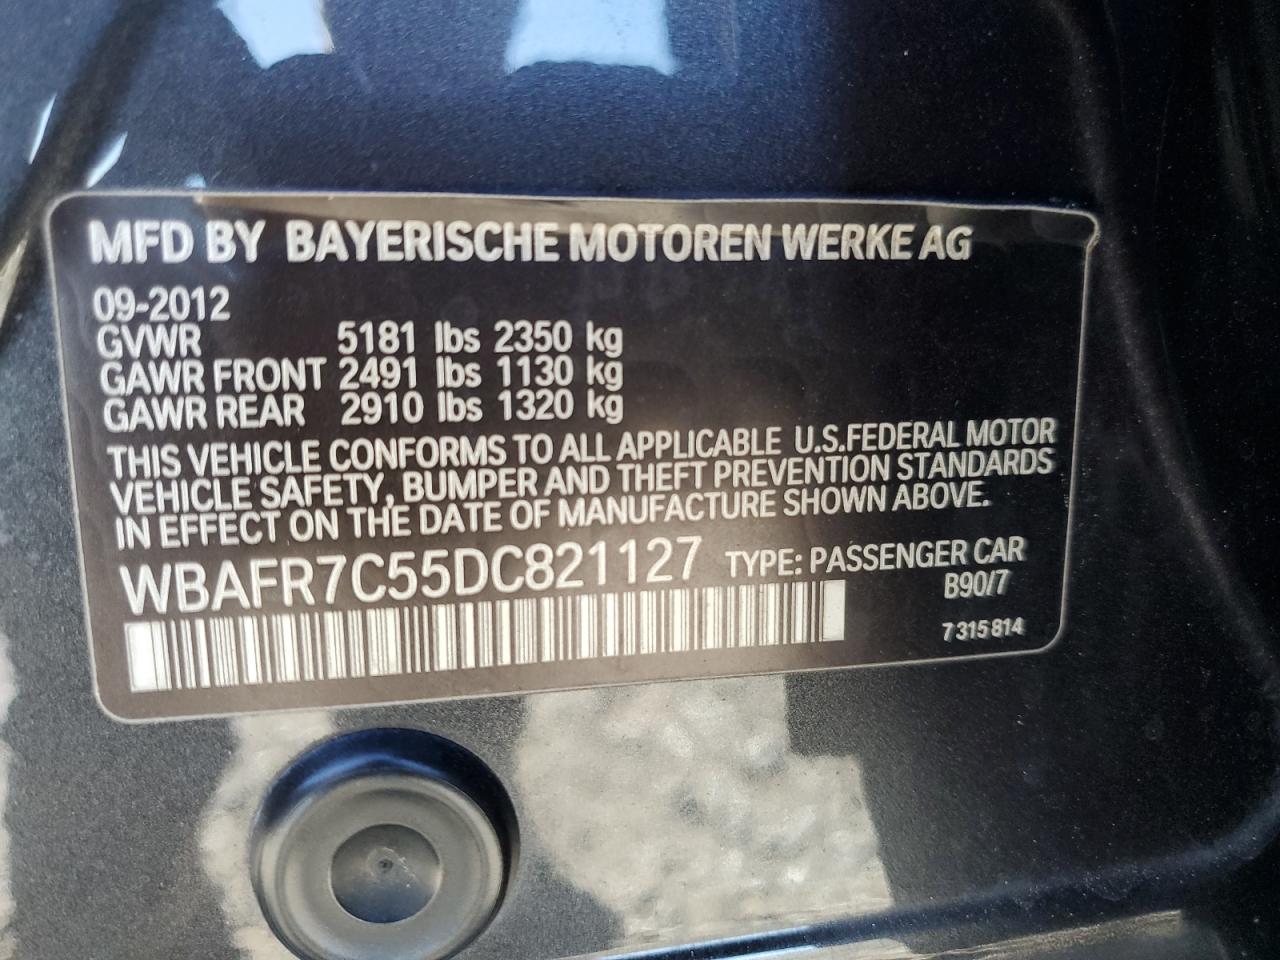 MFD BY BAYERISCHE MOTOREN WERKE AG
09-2012
GVWR 5181 lbs 2350 kg
GAWR FRONT 2491 lbs 1130 kg
GAWR REAR 2910 lbs 1320 kg
THIS VEHICLE CONFORMS TO ALL APPLICABLE U.S.FEDERAL MOTOR
VEHICLE SAFETY, BUMPER AND THEFT PREVENTION STANDARDS
IN EFFECT ON THE DATE OF MANUFACTURE SHOWN ABOVE.
WBAFR7C55DC821127 TYPE: PASSENGER CAR
B90/7
7 315 814